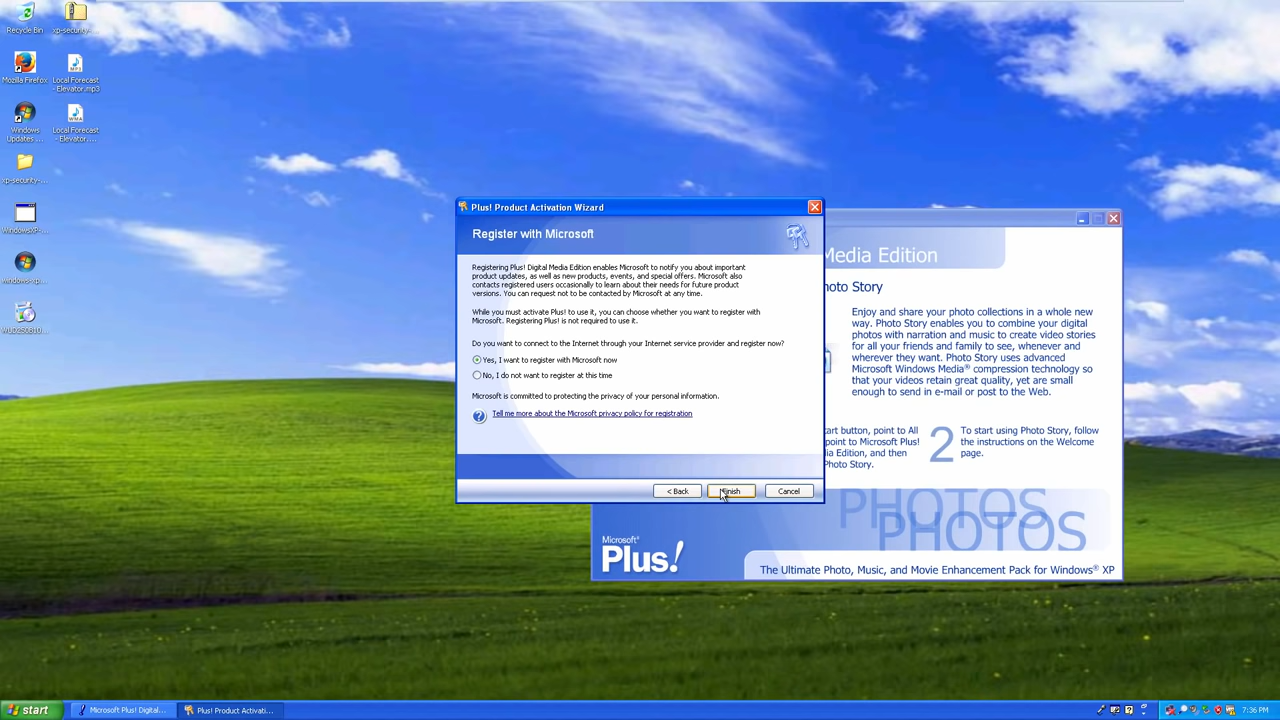 Recycle Bin
xp-security-...
Mozilla Firefox
Local Forecast
- Elevator.mp3
Windows
Updates ...
Local Forecast
- Elevator....
xp-security-...
WindowsXP-...
windows-xp...
Plus! Product Activation Wizard
Register with Microsoft
Registering Plus! Digital Media Edition enables Microsoft to notify you about important
product updates, as well as new products, events, and special offers. Microsoft also
contacts registered users occasionally to learn about their needs for future product
versions. You can request not to be contacted by Microsoft at any time.
While you must activate Plus! to use it, you can choose whether you want to register with
Microsoft. Registering Plus! is not required to use it.
Do you want to connect to the Internet through your Internet service provider and register now?
Yes, I want to register with Microsoft now
No, I do not want to register at this time
Microsoft is committed to protecting the privacy of your personal information.
Tell me more about the Microsoft privacy policy for registration
< Back
Finish
Cancel
Media Edition
hoto Story
Enjoy and share your photo collections in a whole new
way. Photo Story enables you to combine your digital
photos with narration and music to create video stories
for all your friends and family to see, whenever and
wherever they want. Photo Story uses advanced
Microsoft Windows Media® compression technology so
that your videos retain great quality, yet are small
enough to send in e-mail or post to the Web.
tart button, point to All
point to Microsoft Plus!
ia Edition, and then
Photo Story.
2
To start using Photo Story, follow
the instructions on the Welcome
page.
PHOTOS
PHOTOS
Microsoft®
Plus!
The Ultimate Photo, Music, and Movie Enhancement Pack for Windows® XP
start
Microsoft Plus! Digital...
Plus! Product Activati...
7:36 PM